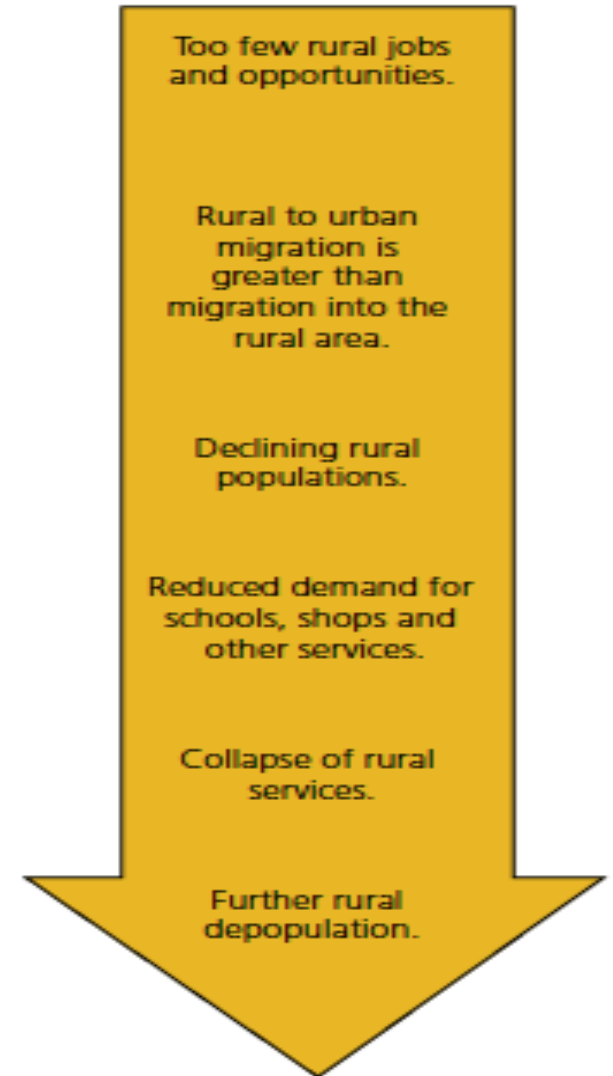 Too few rural jobs
and opportunities.
Rural to urban
migration is
greater than
migration into the
rural area.
Declining rural
populations.
Reduced demand for
schools, shops and
other services.
Collapse of rural
services.
Further rural
depopulation.